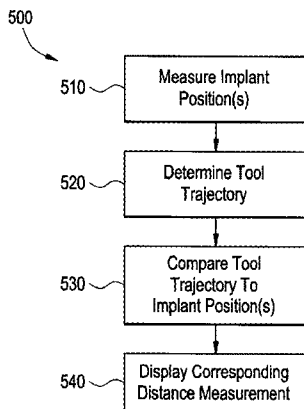 500
510
Measure Implant
Position(s)
520
Determine Tool
Trajectory
530
Compare Tool
Trajectory To
Implant Position(s)
540
Display Corresponding
Distance Measurement